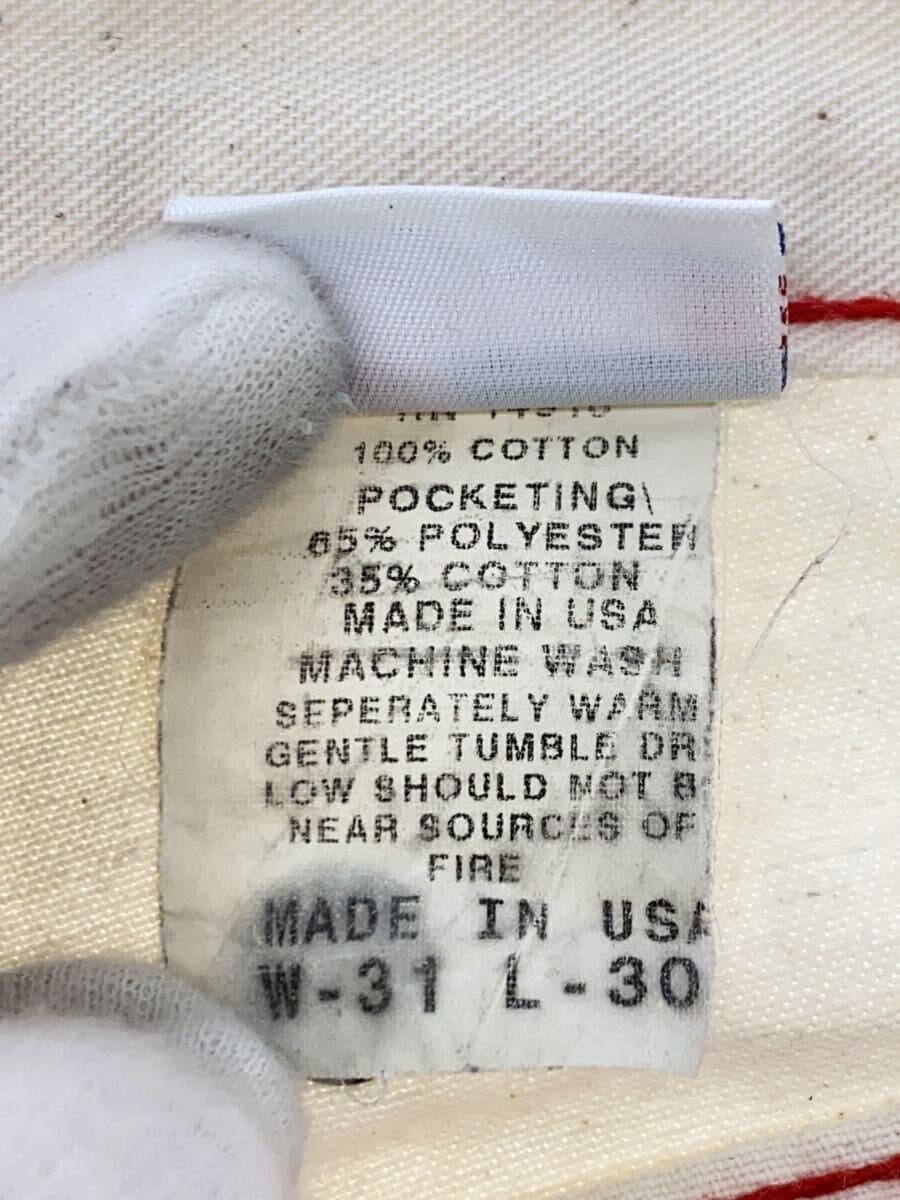 100% COTTON
POCKETING\
65% POLYESTER
35% COTTON
MADE IN USA
MACHINE WASH
SEPERATELY WARM
GENTLE TUMBLE DR
LOW SHOULD NOT B
NEAR SOURCES OF
FIRE
MADE IN USA
W-31 L-30